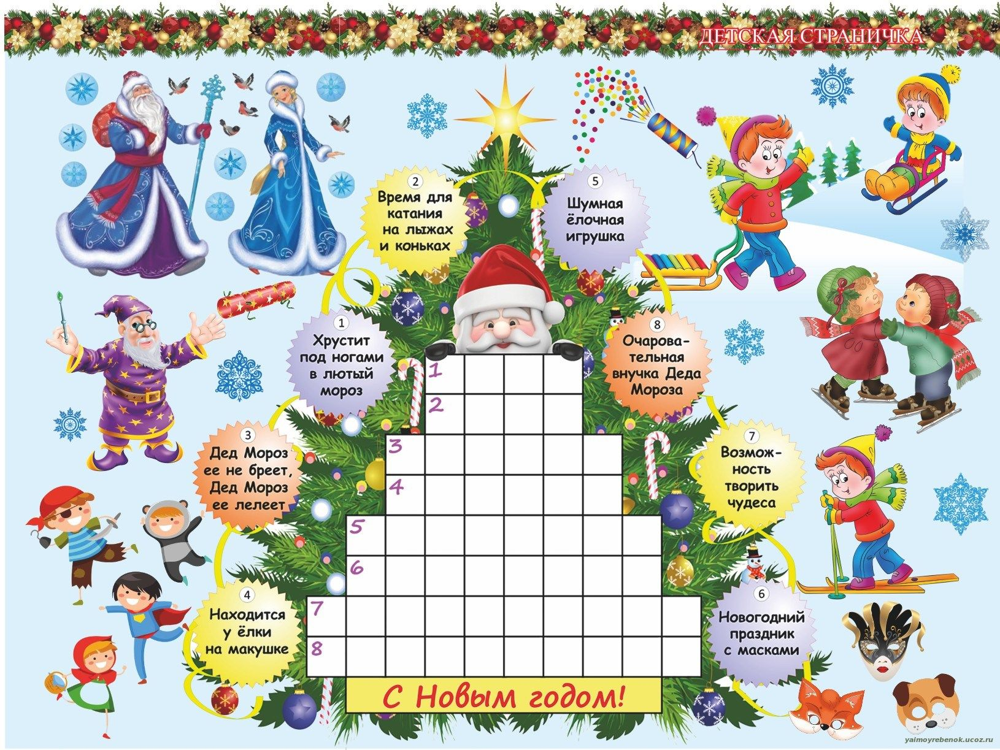 ДЕТСКАЯ СТРАНИЧКА
2
Время для
катания
на лыжах
и коньках
5
Шумная
ёлочная
игрушка
1
Хрустит
под ногами
в лютый
мороз
8
Очарова-
тельная
внучка Деда
Мороза
3
Дед Мороз
ее не бреет,
Дед Мороз
ее лелеет
7
Возмож-
ность
творить
чудеса
4
Находится
у ёлки
на макушке
6
Новогодний
праздник
с масками
1
2
3
4
5
6
7
8
С Новым годом!
yaimoyrebenok.ucoz.ru